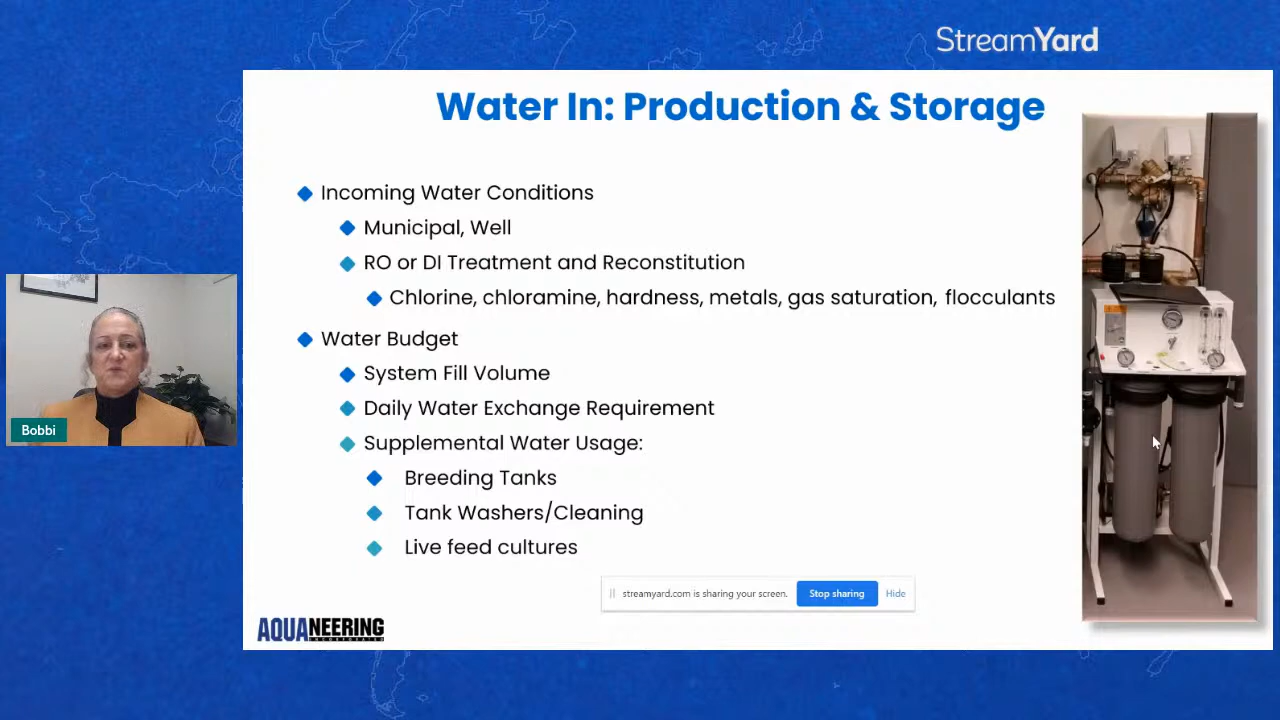 StreamYard
Water In: Production & Storage
Incoming Water Conditions
Municipal, Well
RO or DI Treatment and Reconstitution
Chlorine, chloramine, hardness, metals, gas saturation, flocculants
Water Budget
System Fill Volume
Daily Water Exchange Requirement
Supplemental Water Usage:
Breeding Tanks
Tank Washers/Cleaning
Live feed cultures
Bobbi
streamyard.com is sharing your screen. Stop sharing Hide
AQUANEERING
INCORPORATED